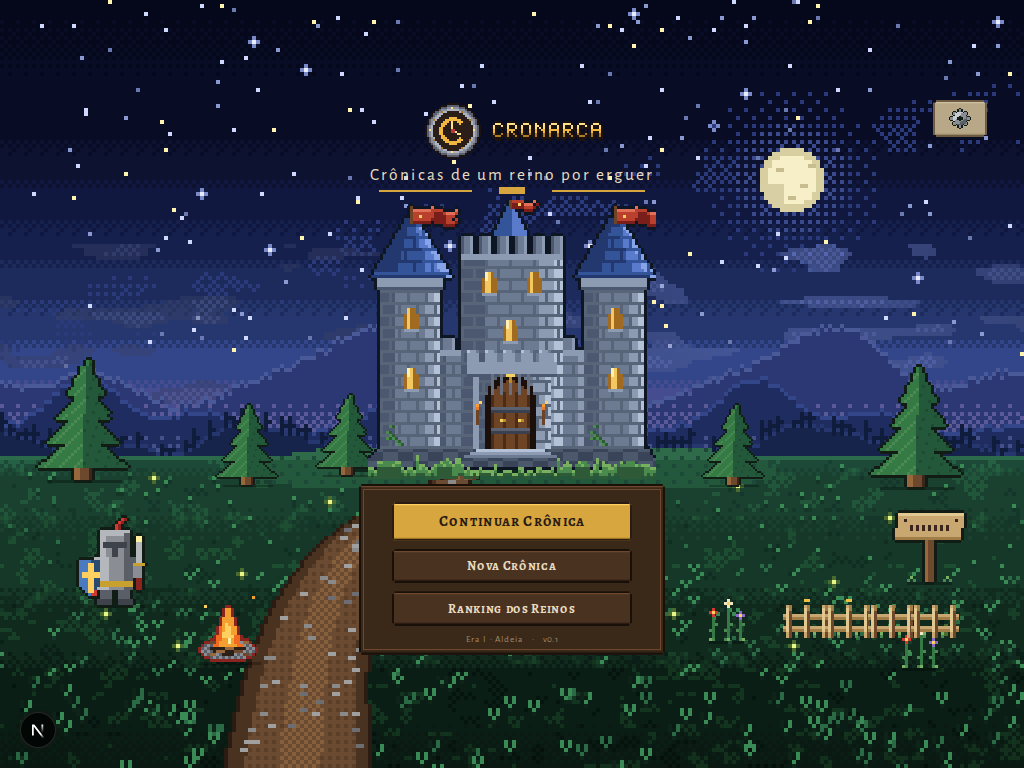 CRONARCA
Crônicas de um reino por erguer
Continuar Crônica
Nova Crônica
Ranking dos Reinos
Era I · Aldeia · v0.1
N